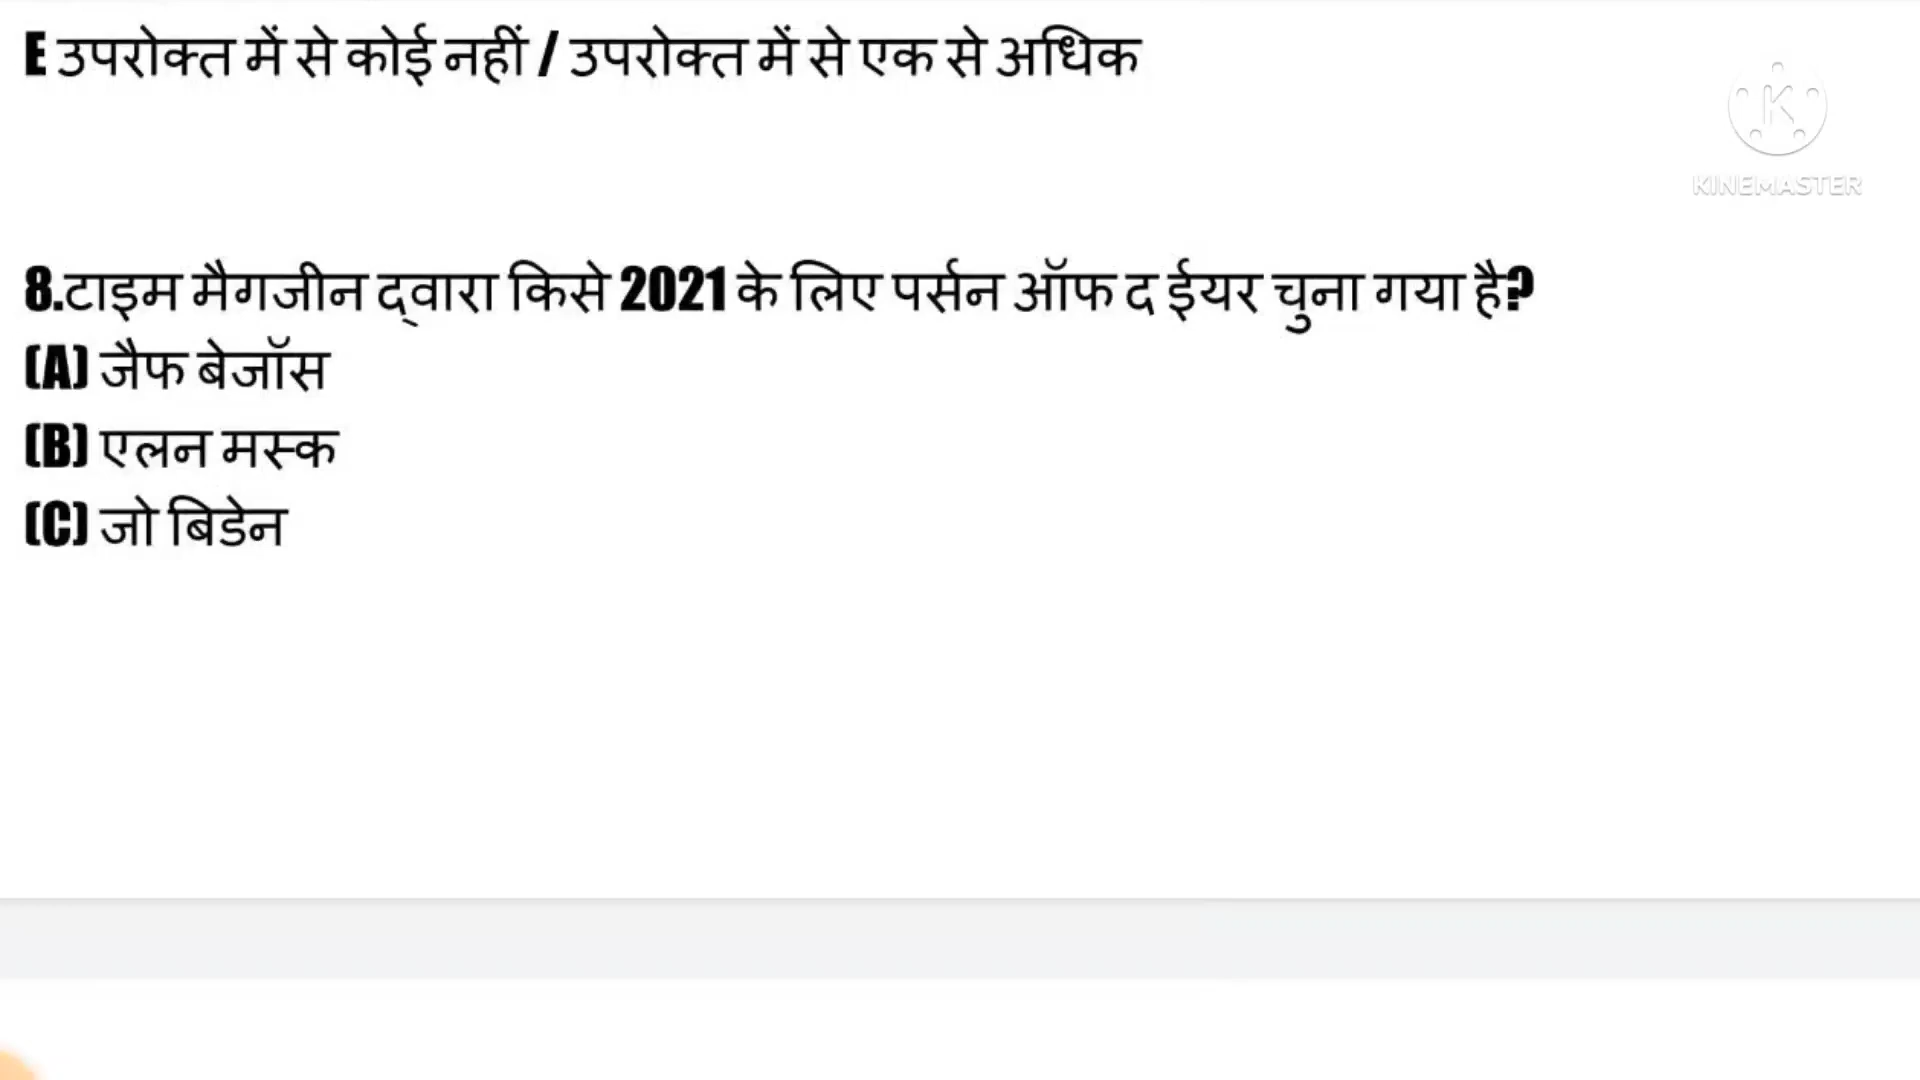 E उपरोक्त में से कोई नहीं / उपरोक्त में से एक से अधिक
KINEMASTER
8.टाइम मैगजीन द्वारा किसे 2021 के लिए पर्सन ऑफ द ईयर चुना गया है?
(A) जैफ बेजॉस
(B) एलन मस्क
(C) जो बिडेन